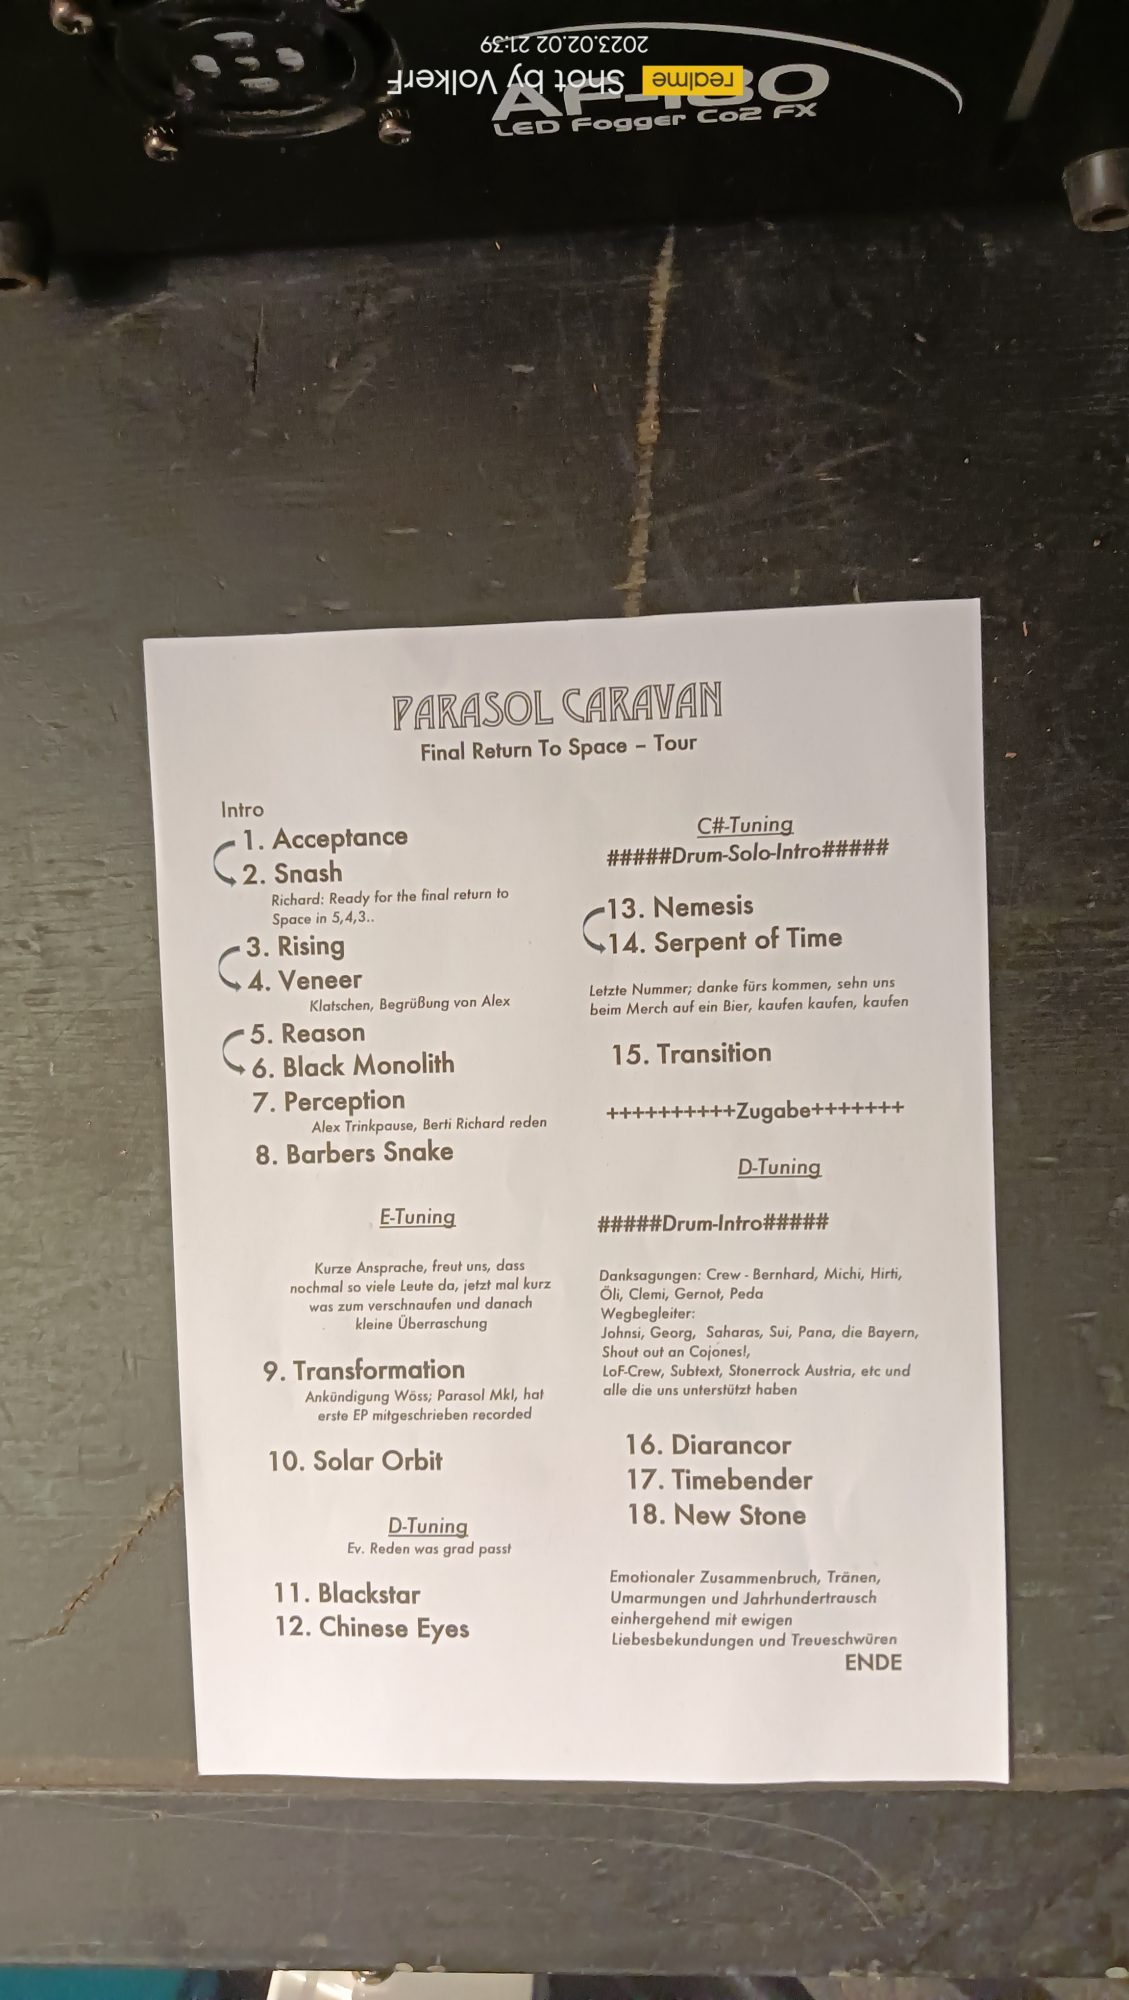 2023.02.02 21:39
realme Shot by VolkerF
LED Fogger Co2 FX
PARASOL CARAVAN
Final Return To Space – Tour
Intro
1. Acceptance
2. Snash
Richard: Ready for the final return to
Space in 5,4,3..
3. Rising
4. Veneer
Klatschen, Begrüßung von Alex
5. Reason
6. Black Monolith
7. Perception
Alex Trinkpause, Berti Richard reden
8. Barbers Snake
E-Tuning
Kurze Ansprache, freut uns, dass
nochmal so viele Leute da, jetzt mal kurz
was zum verschnaufen und danach
kleine Überraschung
9. Transformation
Ankündigung Wöss; Parasol MkI, hat
erste EP mitgeschrieben recorded
10. Solar Orbit
D-Tuning
Ev. Reden was grad passt
11. Blackstar
12. Chinese Eyes
C#-Tuning
#####Drum-Solo-Intro#####
13. Nemesis
14. Serpent of Time
Letzte Nummer; danke fürs kommen, sehn uns
beim Merch auf ein Bier, kaufen kaufen, kaufen
15. Transition
++++++++++Zugabe+++++++
D-Tuning
#####Drum-Intro#####
Danksagungen: Crew - Bernhard, Michi, Hirti,
Öli, Clemi, Gernot, Peda
Wegbegleiter:
Johnsi, Georg, Saharas, Sui, Pana, die Bayern,
Shout out an Cojones!,
LoF-Crew, Subtext, Stonerrock Austria, etc und
alle die uns unterstützt haben
16. Diarancor
17. Timebender
18. New Stone
Emotionaler Zusammenbruch, Tränen,
Umarmungen und Jahrhundertrausch
einhergehend mit ewigen
Liebesbekundungen und Treueschwüren
ENDE